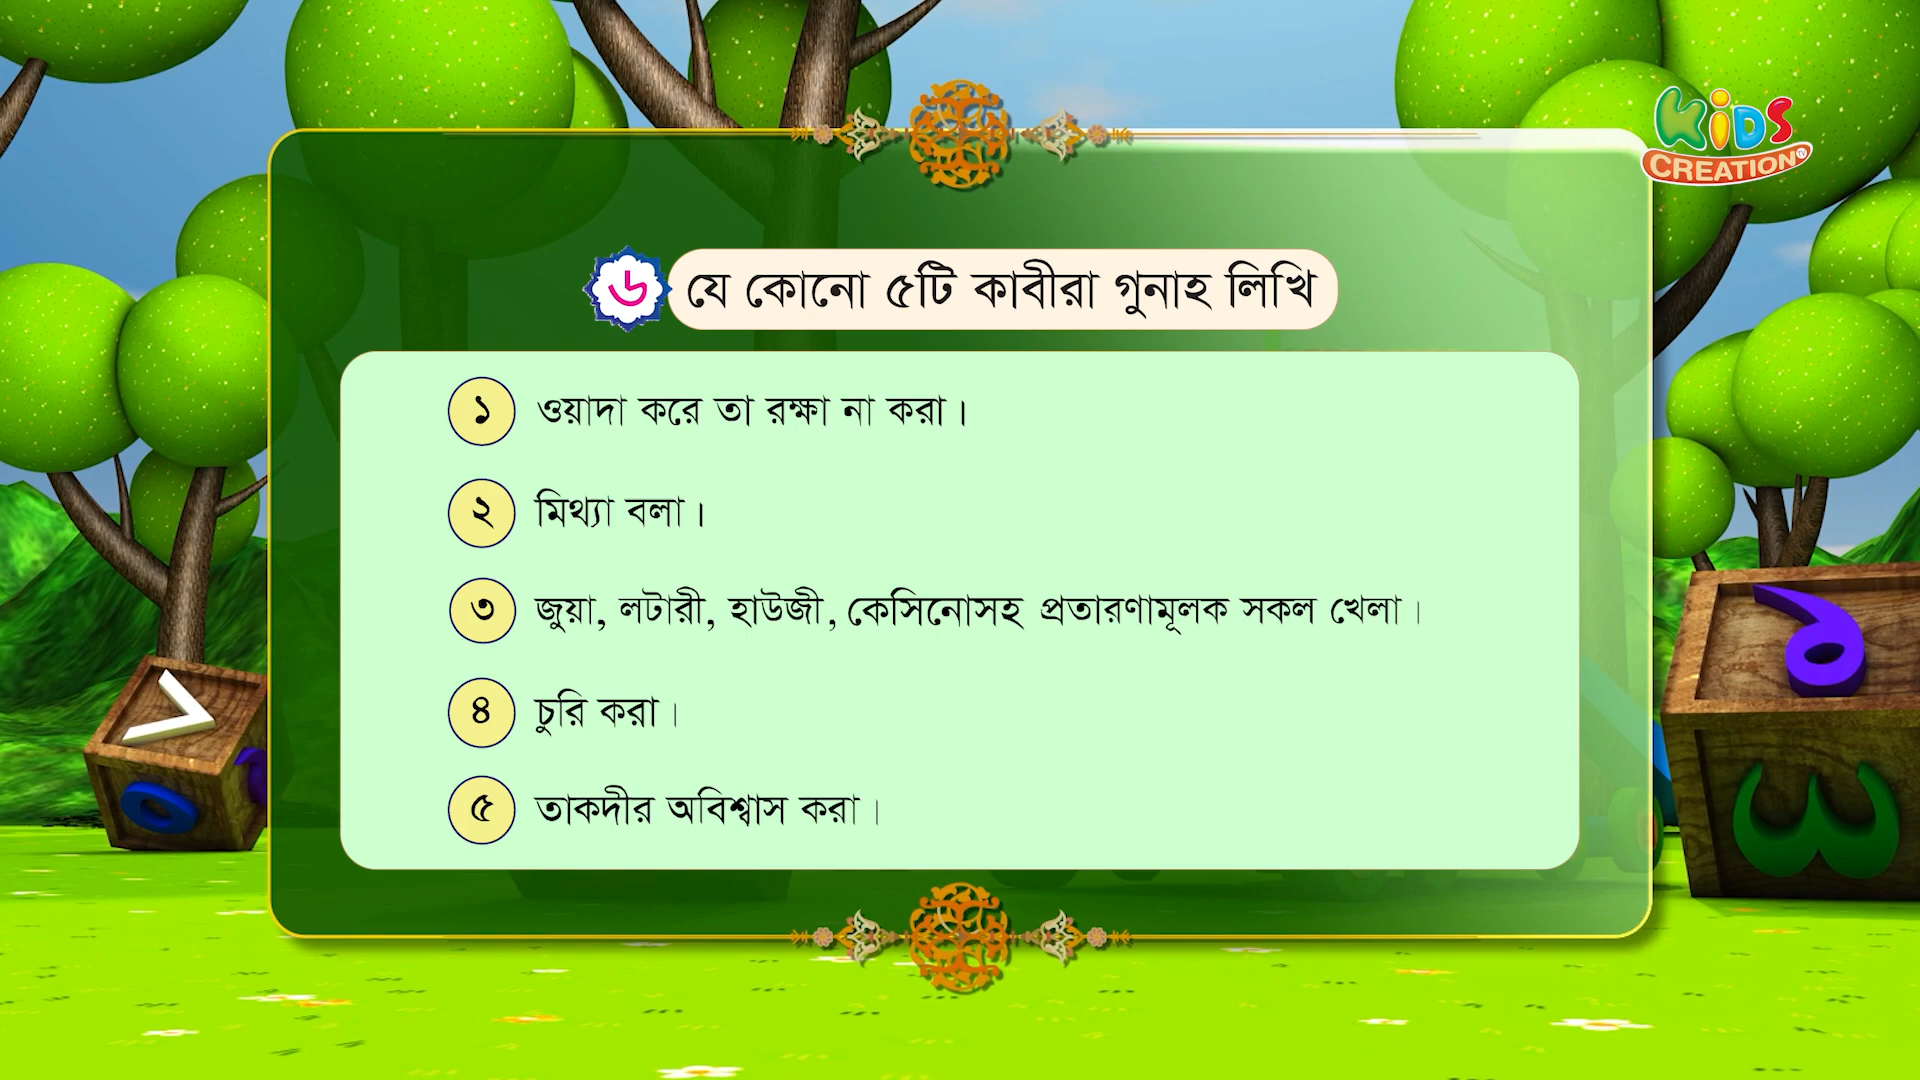 KiDS
CREATION TV
৬ যে কোনো ৫টি কাবীরা গুনাহ লিখি
১ ওয়াদা করে তা রক্ষা না করা।
২ মিথ্যা বলা।
৩ জুয়া, লটারী, হাউজী, কেসিনোসহ প্রতারণামূলক সকল খেলা।
৪ চুরি করা।
৫ তাকদীর অবিশ্বাস করা।